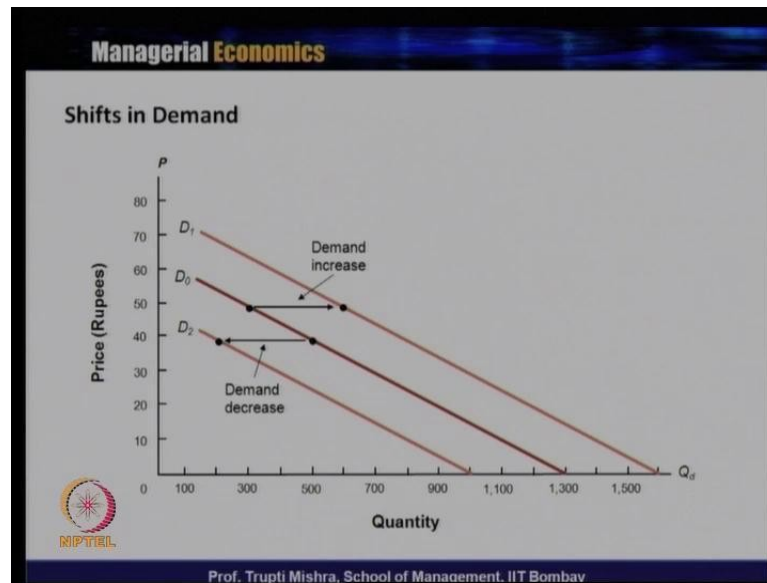 Managerial Economics
Shifts in Demand
P
80
70
60
50
40
30
20
10
0
D1
D0
D2
Demand
increase
Demand
decrease
Price (Rupees)
100 300 500 700 900 1,100 1,300 1,500
Qd
Quantity
NPTEL
Prof. Trupti Mishra, School of Management, IIT Bombay